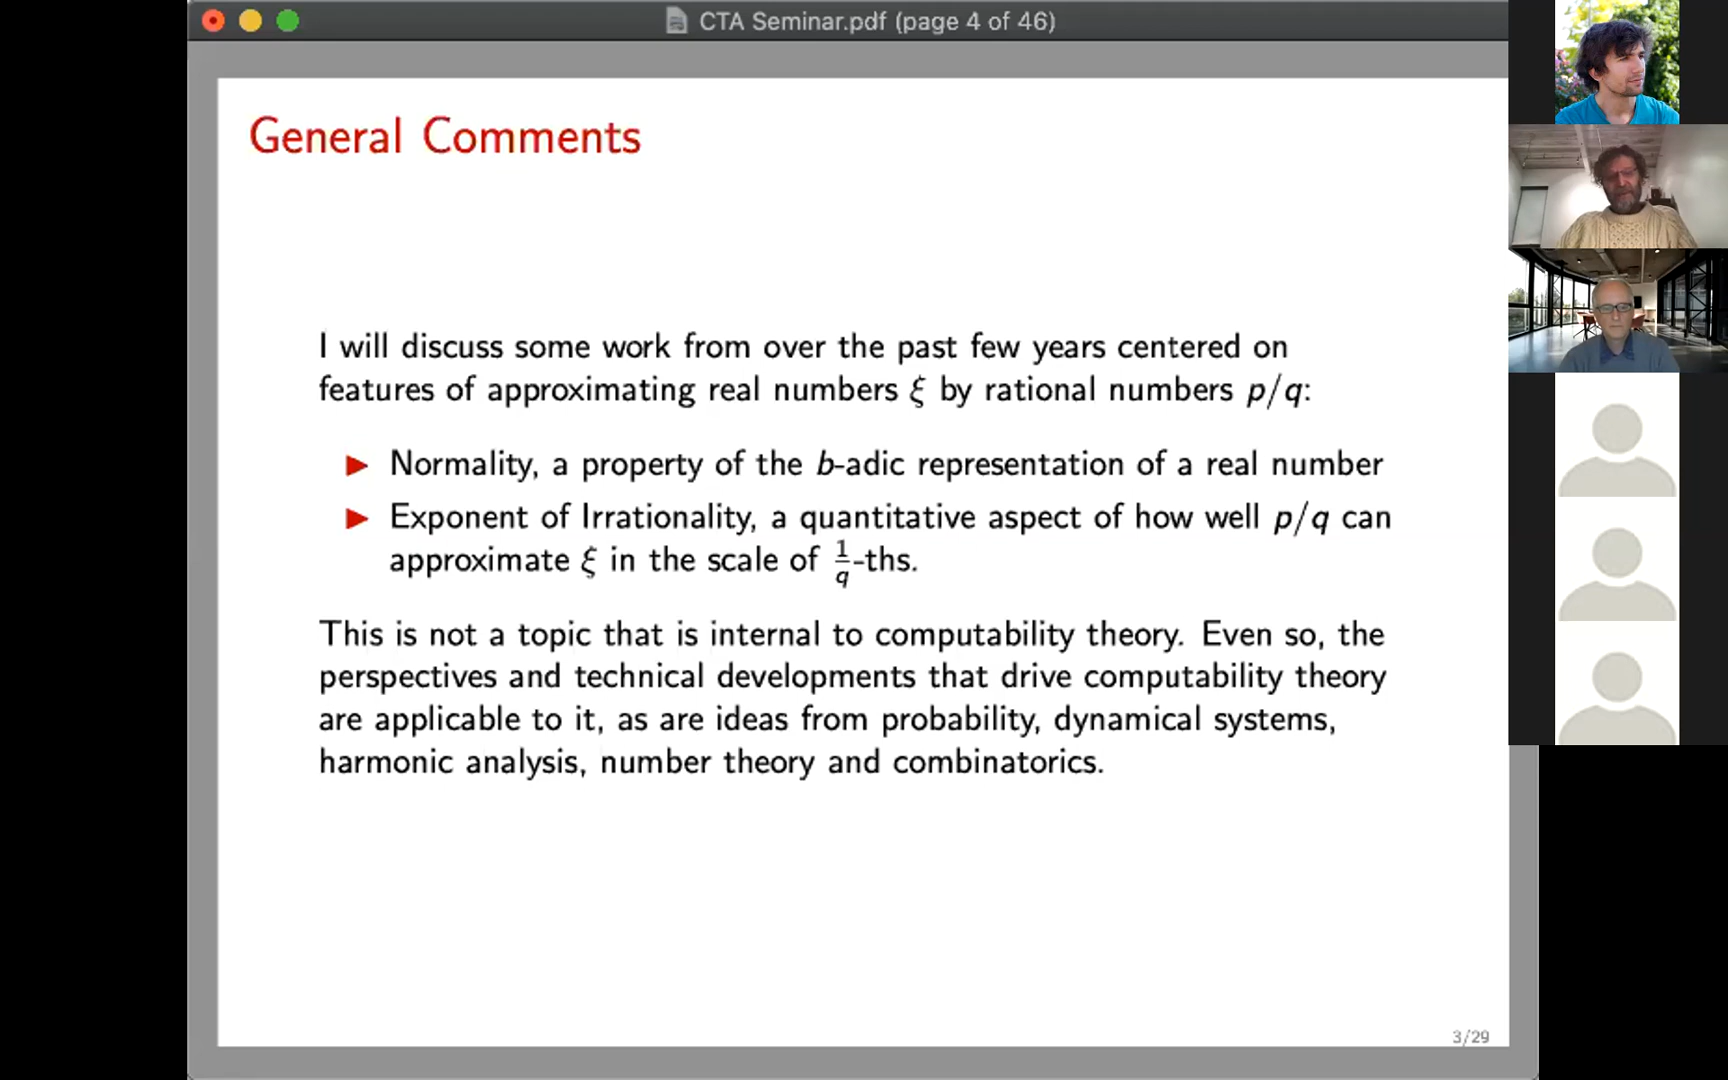 CTA Seminar.pdf (page 4 of 46)
General Comments
I will discuss some work from over the past few years centered on
features of approximating real numbers ξ by rational numbers p/q:
▶ Normality, a property of the b-adic representation of a real number
▶ Exponent of Irrationality, a quantitative aspect of how well p/q can
approximate ξ in the scale of 1/q-ths.
This is not a topic that is internal to computability theory. Even so, the
perspectives and technical developments that drive computability theory
are applicable to it, as are ideas from probability, dynamical systems,
harmonic analysis, number theory and combinatorics.
3/29